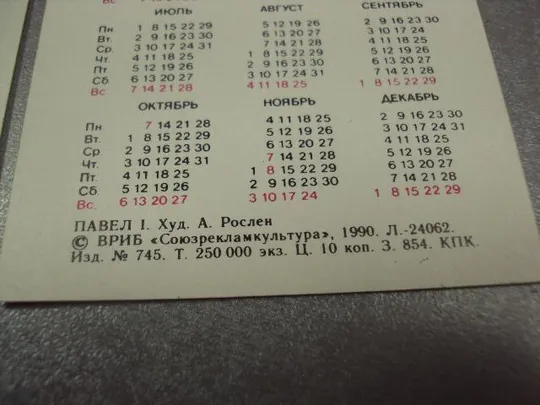 Вс
ИЮЛЬ АВГУСТ СЕНТЯБРЬ
Пн. 1 8 15 22 29 5 12 19 26 2 9 16 23 30
Вт. 2 9 16 23 30 6 13 20 27 3 10 17 24
Ср. 3 10 17 24 31 7 14 21 28 4 11 18 25
Чт. 4 11 18 25 1 8 15 22 29 5 12 19 26
Пт 5 12 19 26 2 9 16 23 30 6 13 20 27
Сб 6 13 20 27 3 10 17 24 31 7 14 21 28
Вс. 7 14 21 28 4 11 18 25 1 8 15 22 29
ОКТЯБРЬ НОЯБРЬ ДЕКАБРЬ
Пн 7 14 21 28 4 11 18 25 2 9 16 23 30
Вт. 1 8 15 22 29 5 12 19 26 3 10 17 24 31
Ср. 2 9 16 23 30 6 13 20 27 4 11 18 25
Чт. 3 10 17 24 31 7 14 21 28 5 12 19 26
Пт. 4 11 18 25 1 8 15 22 29 6 13 20 27
Сб 5 12 19 26 2 9 16 23 30 7 14 21 28
Вс. 6 13 20 27 3 10 17 24 1 8 15 22 29
ПАВЕЛ I. Худ. А. Рослен
© ВРИБ «Союзрекламкультура», 1990. Л.-24062.
Изд. № 745. Т. 250 000 экз. Ц. 10 коп. З. 854. КПК.